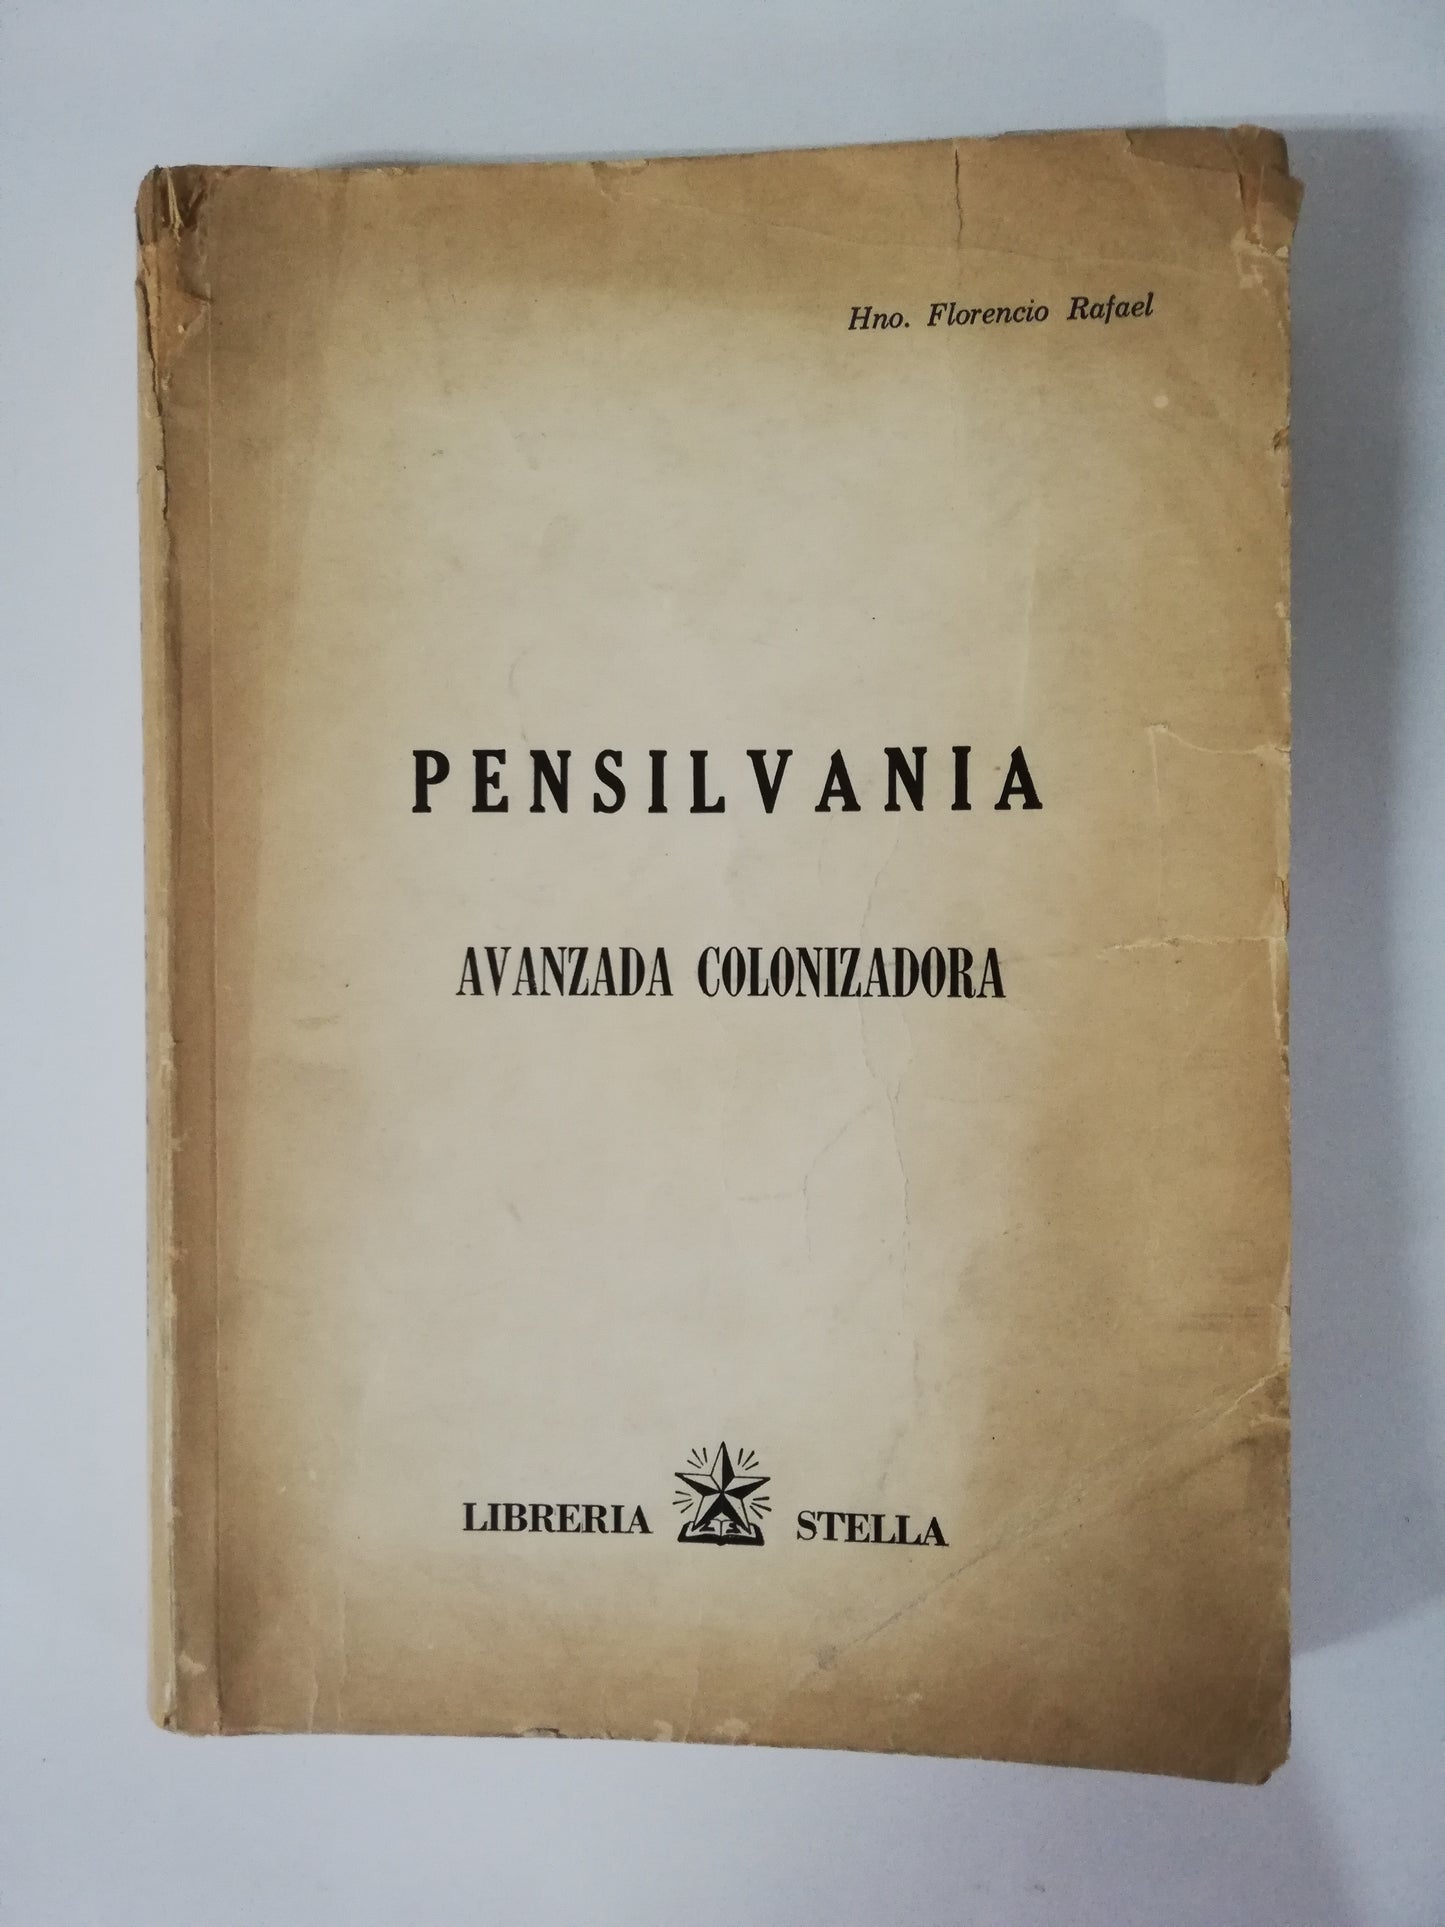 Hno. Florencio Rafael
PENSILVANIA
AVANZADA COLONIZADORA
LIBRERIA STELLA